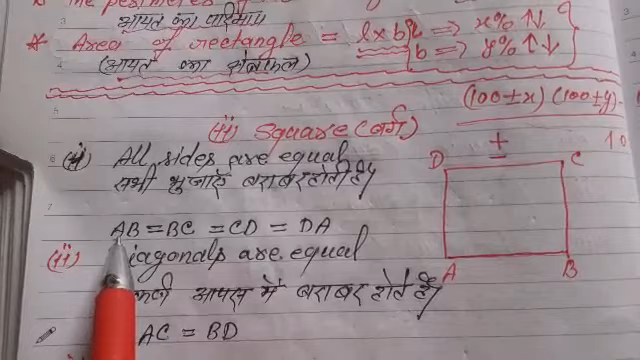 आयत का परिमाप
* Area of rectangle = l × b { l => x% ↑↓
b => y% ↑↓ }
(आयत का क्षेत्रफल)
(100 ± x) (100 ± y)
(ii) Square (वर्ग)
± 10
(i) All sides are equal
सभी भुजाएँ बराबर होती है।
D C
AB = BC = CD = DA
(ii) Diagonals are equal
आपस में बराबर होते है।
A B
AC = BD